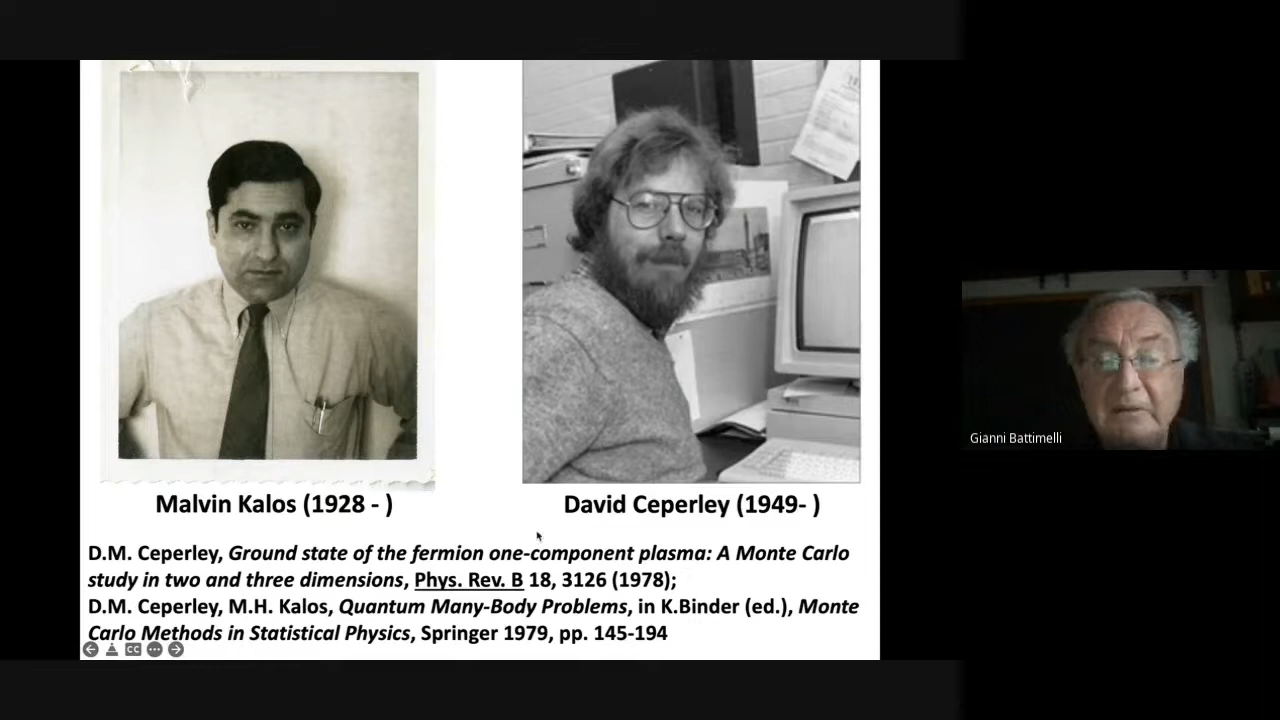 Malvin Kalos (1928 - )
David Ceperley (1949- )
D.M. Ceperley, Ground state of the fermion one-component plasma: A Monte Carlo
study in two and three dimensions, Phys. Rev. B 18, 3126 (1978);
D.M. Ceperley, M.H. Kalos, Quantum Many-Body Problems, in K.Binder (ed.), Monte
Carlo Methods in Statistical Physics, Springer 1979, pp. 145-194
CC
Gianni Battimelli